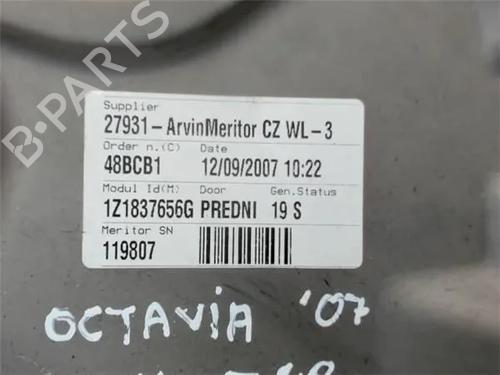 Supplier
27931-ArvinMeritor CZ WL-3
Order n.(C) Date
48BCB1 12/09/2007 10:22
Modul Id(M) Door Gen.Status
1Z1837656G PREDNI 19 S
Meritor SN
119807
OCTAVIA '07
B-PARTS